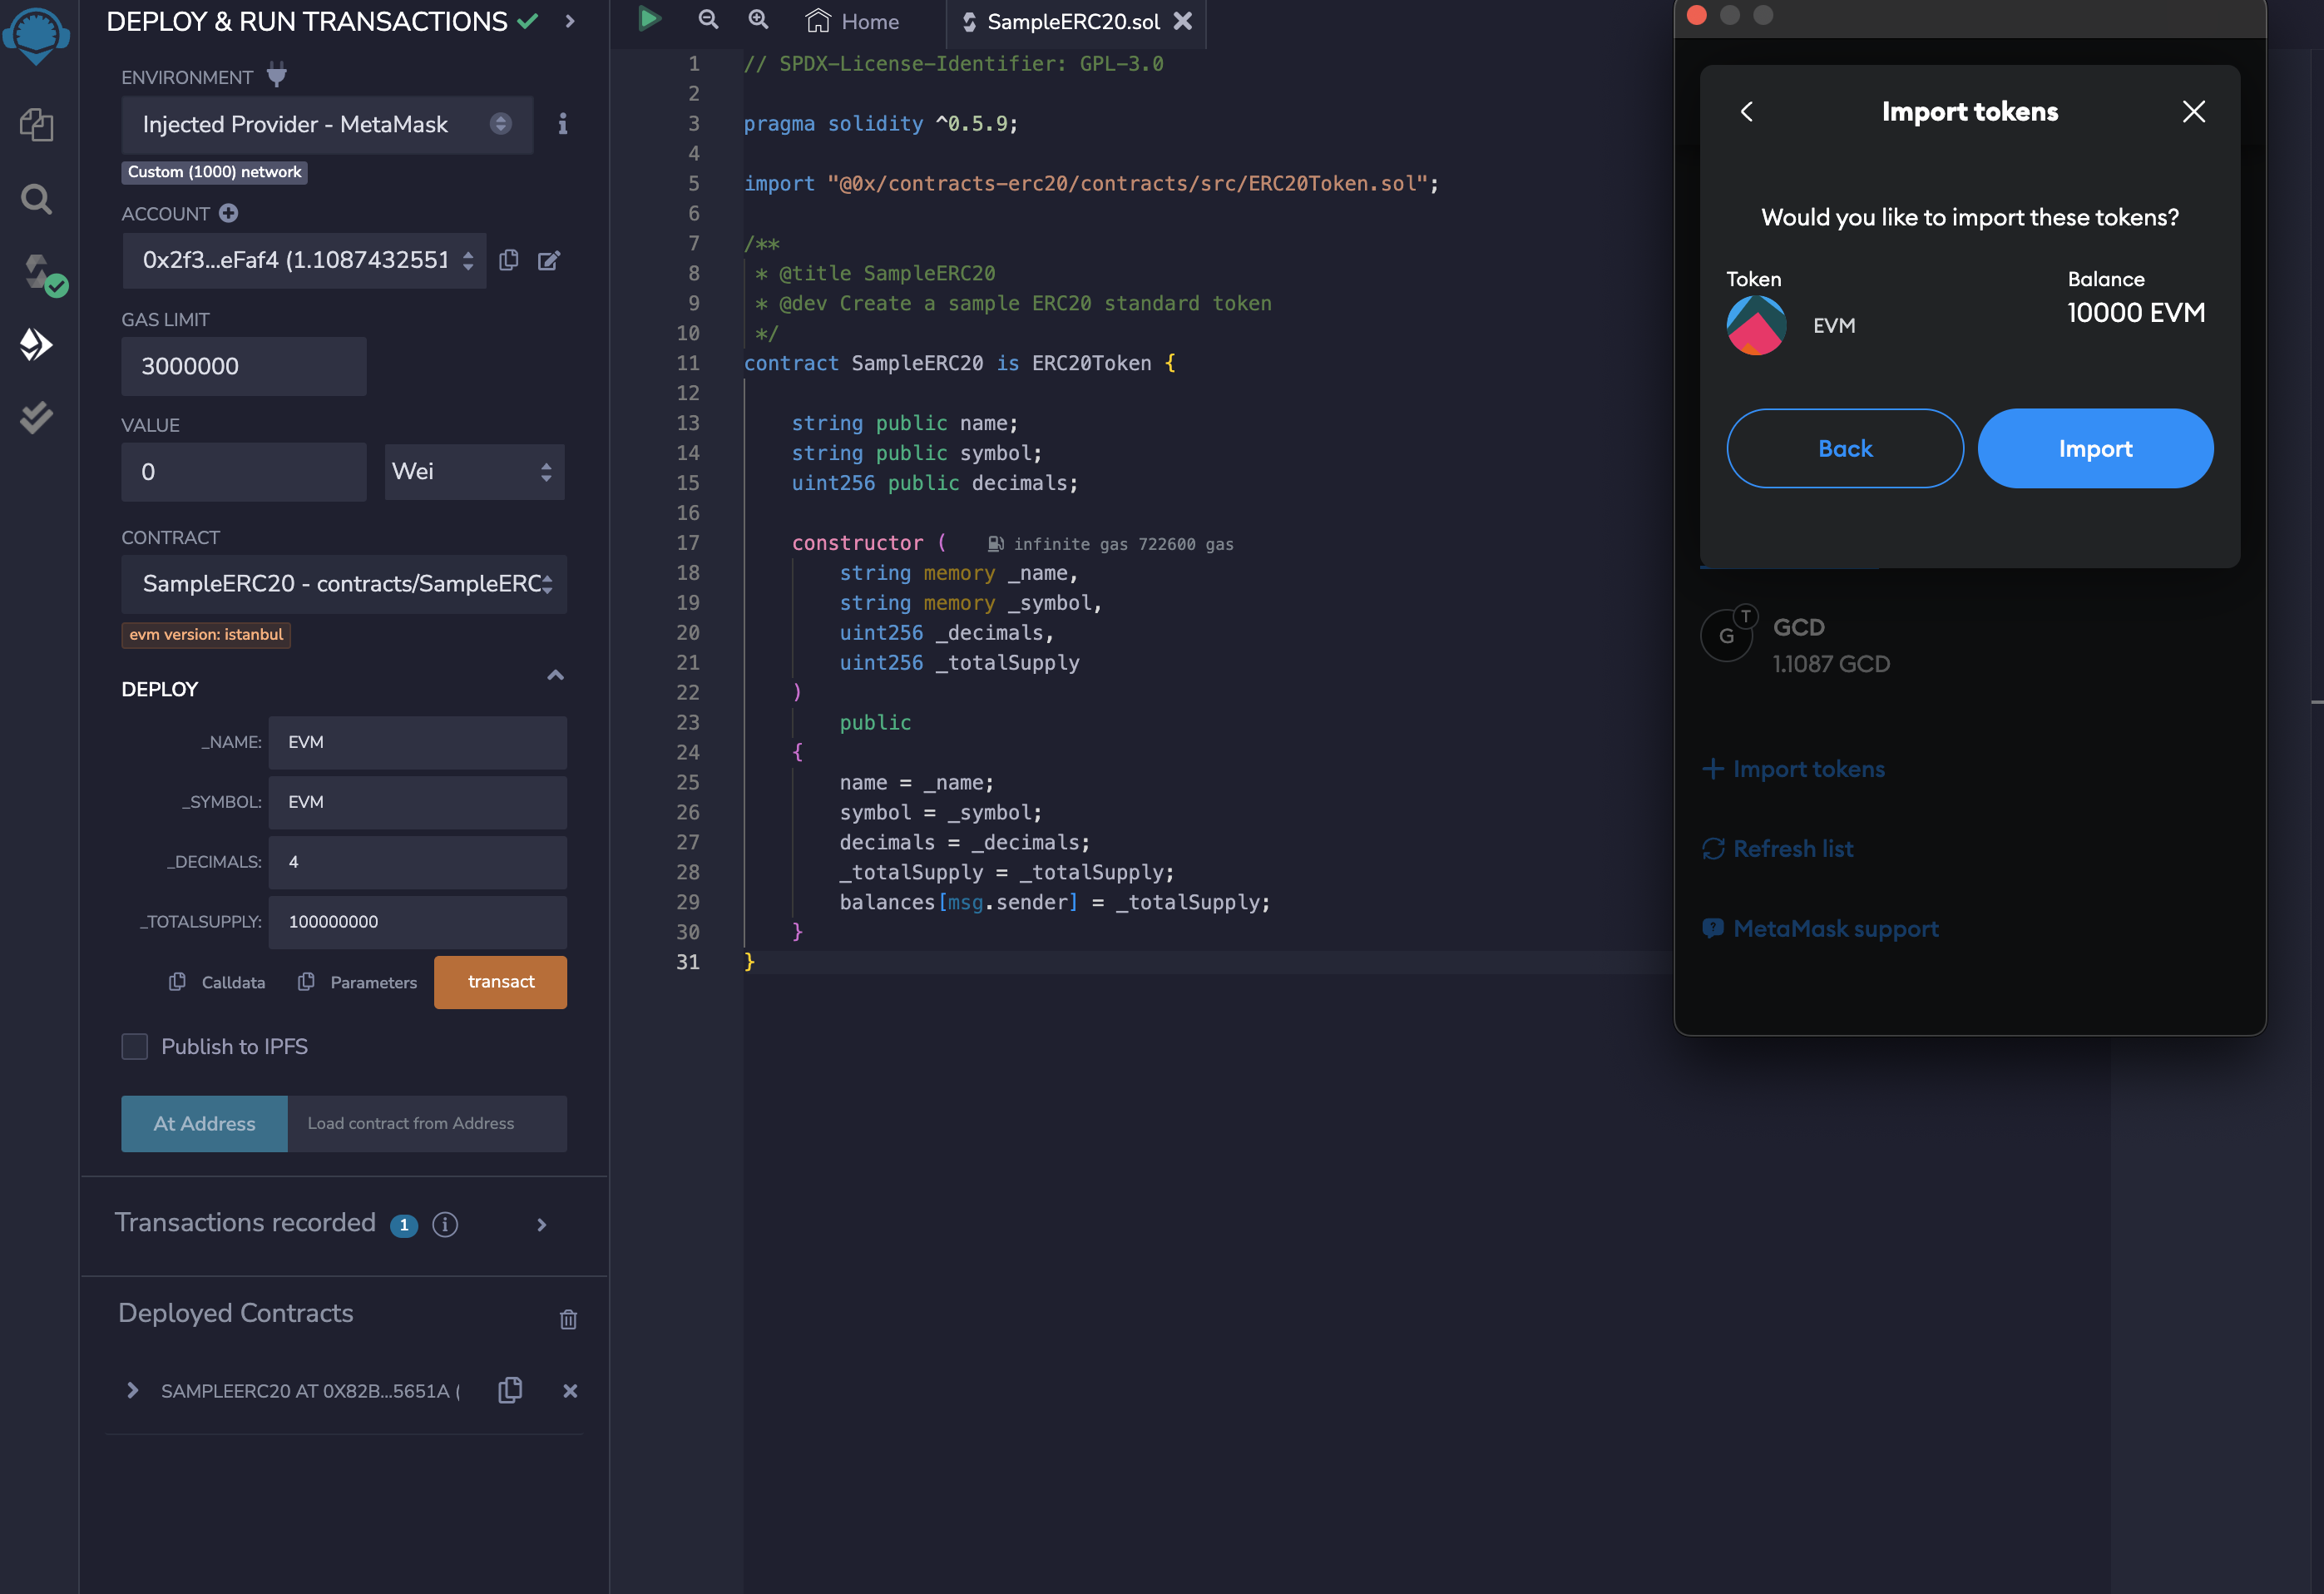 DEPLOY & RUN TRANSACTIONS
ENVIRONMENT
Injected Provider - MetaMask
Custom (1000) network
ACCOUNT
0x2f3...eFaf4 (1.1087432551
GAS LIMIT
3000000
VALUE
0
Wei
CONTRACT
SampleERC20 - contracts/SampleERC
evm version: istanbul
DEPLOY
_NAME: EVM
_SYMBOL: EVM
_DECIMALS: 4
_TOTALSUPPLY: 100000000
Calldata Parameters transact
Publish to IPFS
At Address Load contract from Address
Transactions recorded 1 i
Deployed Contracts
SAMPLEERC20 AT 0X82B...5651A (
Home SampleERC20.sol
1 // SPDX-License-Identifier: GPL-3.0
2
3 pragma solidity ^0.5.9;
4
5 import "@0x/contracts-erc20/contracts/src/ERC20Token.sol";
6
7 /**
8 * @title SampleERC20
9 * @dev Create a sample ERC20 standard token
10 */
11 contract SampleERC20 is ERC20Token {
12
13 string public name;
14 string public symbol;
15 uint256 public decimals;
16
17 constructor ( infinite gas 722600 gas
18 string memory _name,
19 string memory _symbol,
20 uint256 _decimals,
21 uint256 _totalSupply
22 )
23 public
24 {
25 name = _name;
26 symbol = _symbol;
27 decimals = _decimals;
28 _totalSupply = _totalSupply;
29 balances[msg.sender] = _totalSupply;
30 }
31 }
Import tokens
Would you like to import these tokens?
Token Balance
EVM 10000 EVM
Back Import
G T GCD
1.1087 GCD
Import tokens
Refresh list
MetaMask support